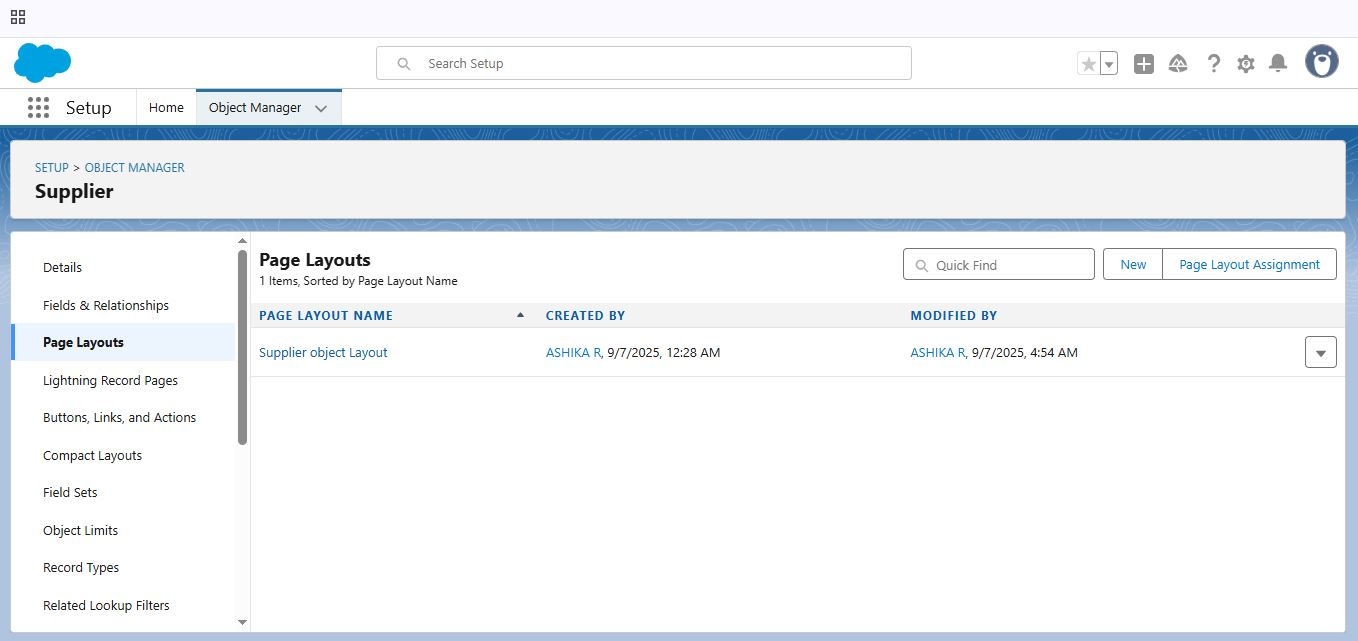 Search Setup
Setup
Home
Object Manager
SETUP > OBJECT MANAGER
Supplier
Details
Fields & Relationships
Page Layouts
Lightning Record Pages
Buttons, Links, and Actions
Compact Layouts
Field Sets
Object Limits
Record Types
Related Lookup Filters
Page Layouts
1 Items, Sorted by Page Layout Name
Quick Find
New
Page Layout Assignment
PAGE LAYOUT NAME
CREATED BY
MODIFIED BY
Supplier object Layout
ASHIKA R, 9/7/2025, 12:28 AM
ASHIKA R, 9/7/2025, 4:54 AM